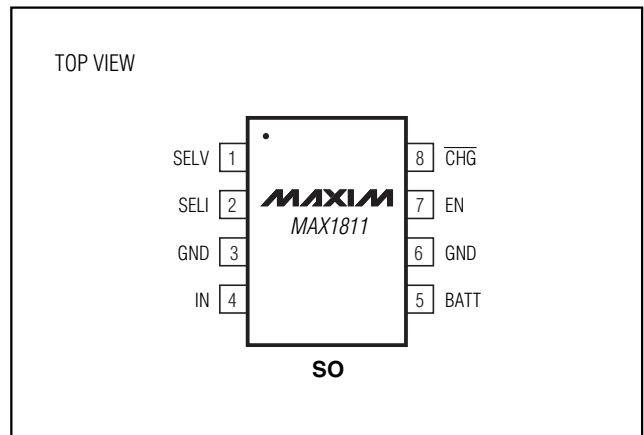 TOP VIEW
SELV 1
8 C̅H̅G̅
SELI 2
MAXIM
7 EN
MAX1811
GND 3
6 GND
IN 4
5 BATT
SO